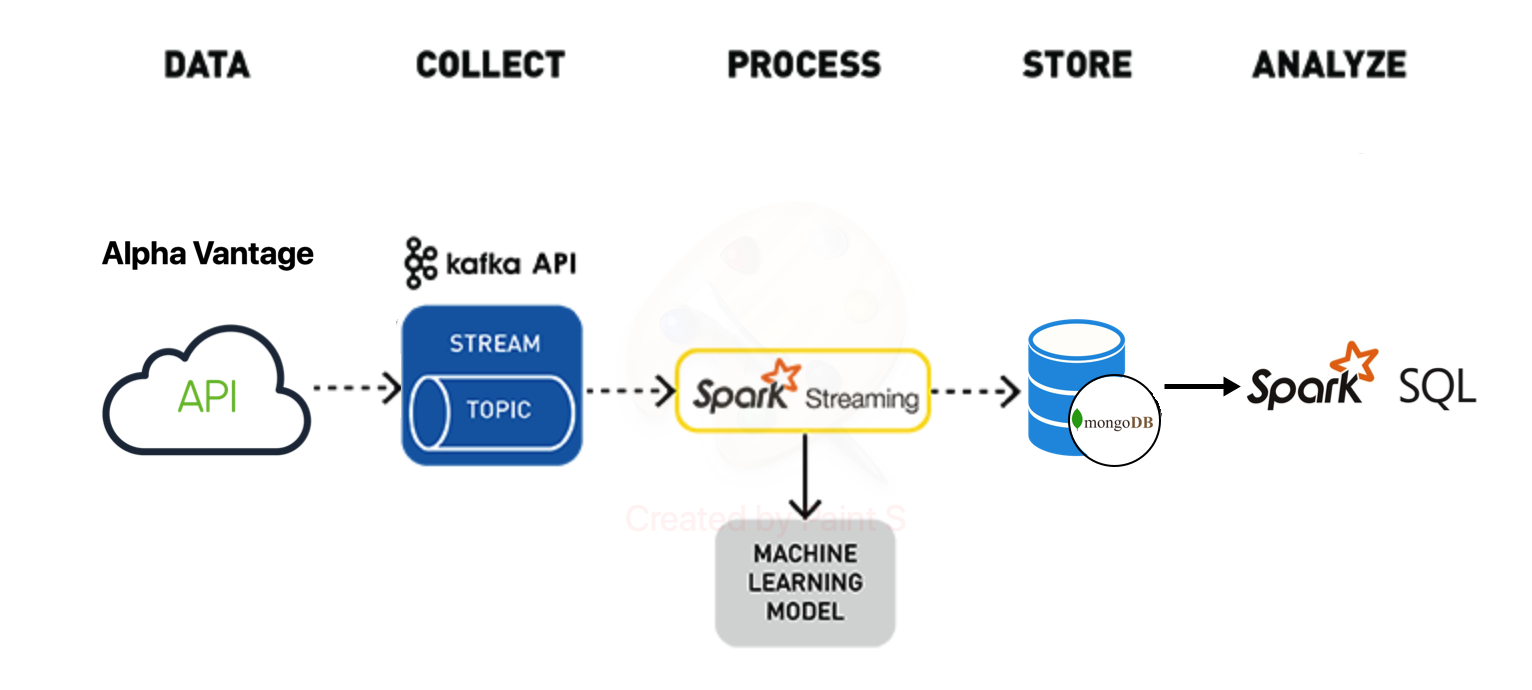 DATA COLLECT PROCESS STORE ANALYZE
Alpha Vantage
kafka API
API
STREAM
TOPIC
Spark Streaming
mongoDB
Spark SQL
Created by Paint S
MACHINE
LEARNING
MODEL